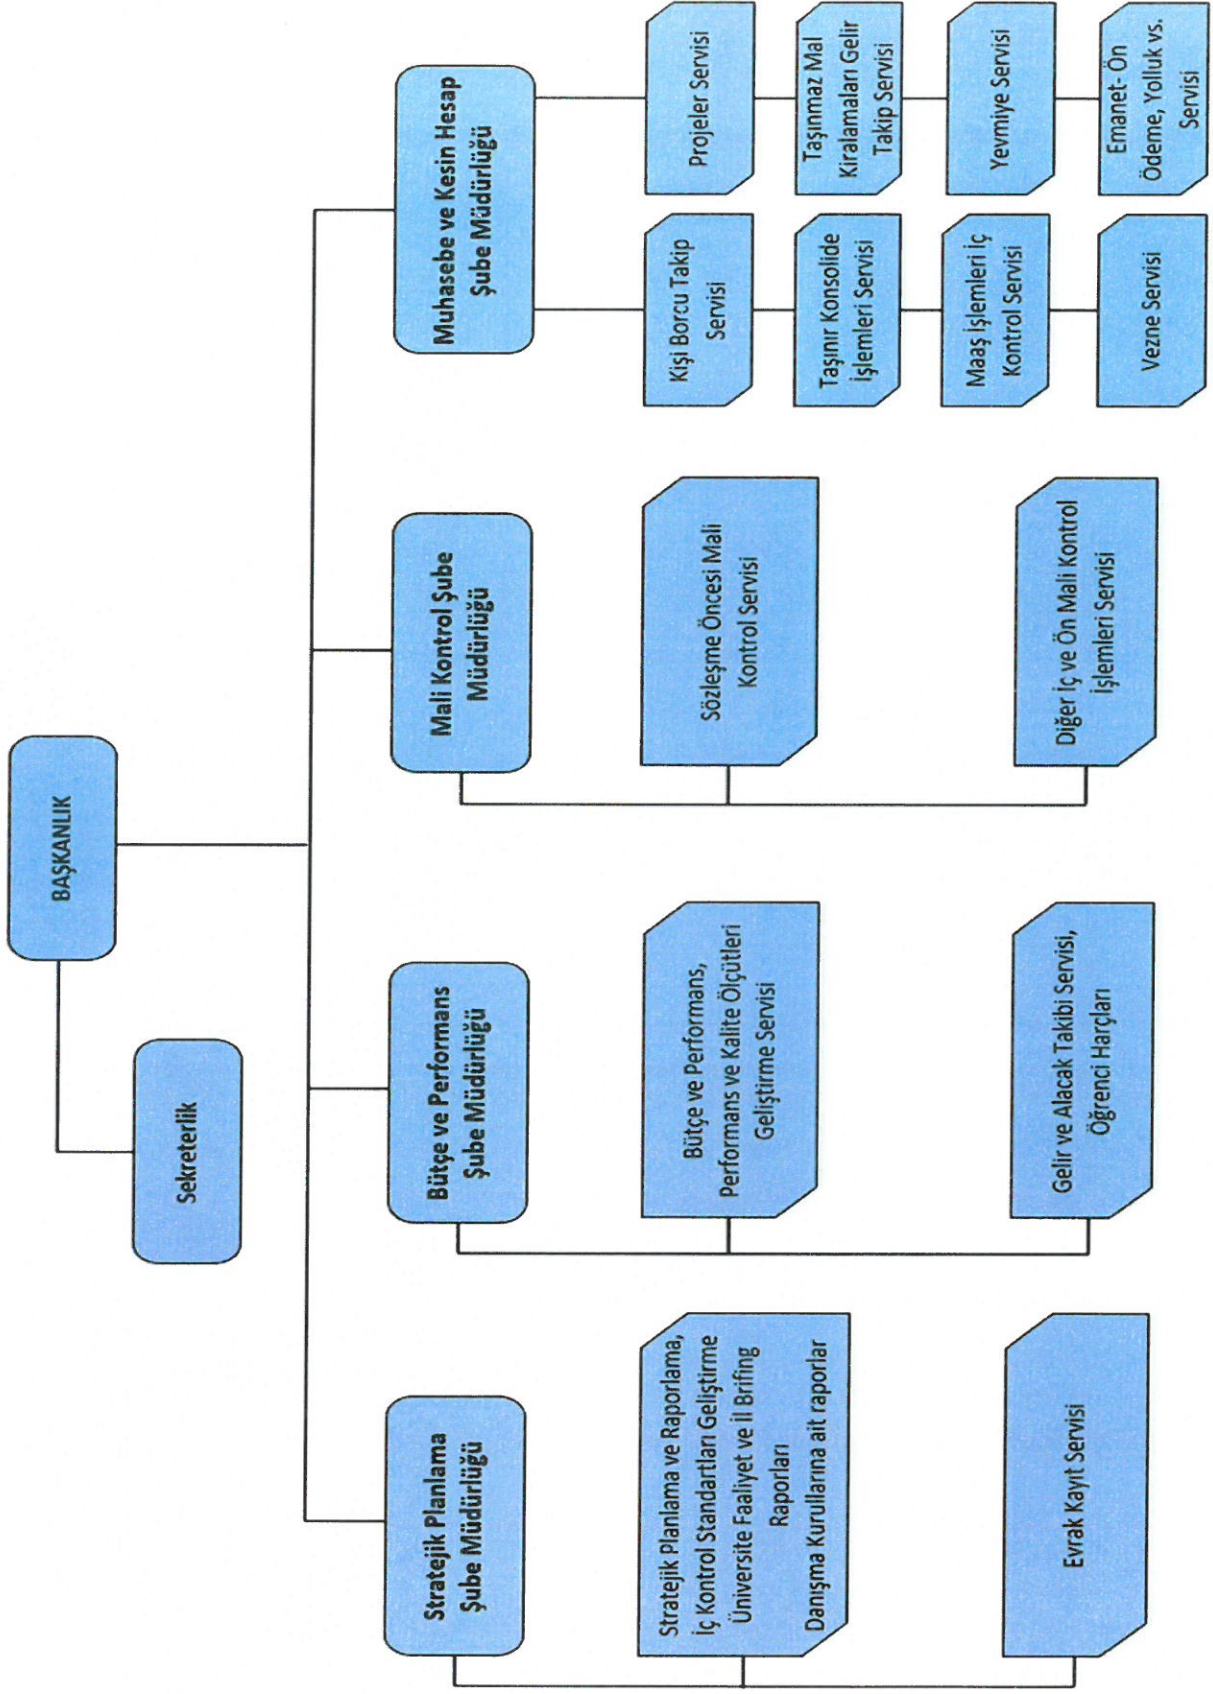 BAŞKANLIK
Sekreterlik
Stratejik Planlama
Şube Müdürlüğü
Bütçe ve Performans
Şube Müdürlüğü
Mali Kontrol Şube
Müdürlüğü
Muhasebe ve Kesin Hesap
Şube Müdürlüğü
Stratejik Planlama ve Raporlama,
İç Kontrol Standartları Geliştirme
Üniversite Faaliyet ve İl Brifing
Raporları
Danışma Kurullarına ait raporlar
Evrak Kayıt Servisi
Bütçe ve Performans,
Performans ve Kalite Ölçütleri
Geliştirme Servisi
Gelir ve Alacak Takibi Servisi,
Öğrenci Harçları
Sözleşme Öncesi Mali
Kontrol Servisi
Diğer İç ve Ön Mali Kontrol
İşlemleri Servisi
Kişi Borcu Takip
Servisi
Taşınır Konsolide
İşlemleri Servisi
Maaş İşlemleri İç
Kontrol Servisi
Vezne Servisi
Projeler Servisi
Taşınmaz Mal
Kiralamaları Gelir
Takip Servisi
Yevmiye Servisi
Emanet- Ön
Ödeme, Yolluk vs.
Servisi